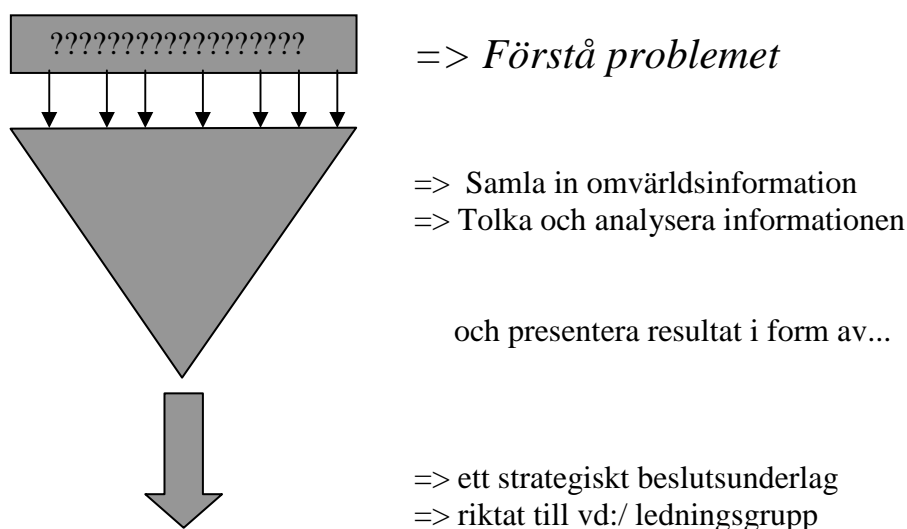 ??????????????????
=> Förstå problemet
=> Samla in omvärldsinformation
=> Tolka och analysera informationen
och presentera resultat i form av...
=> ett strategiskt beslutsunderlag
=> riktat till vd:/ ledningsgrupp